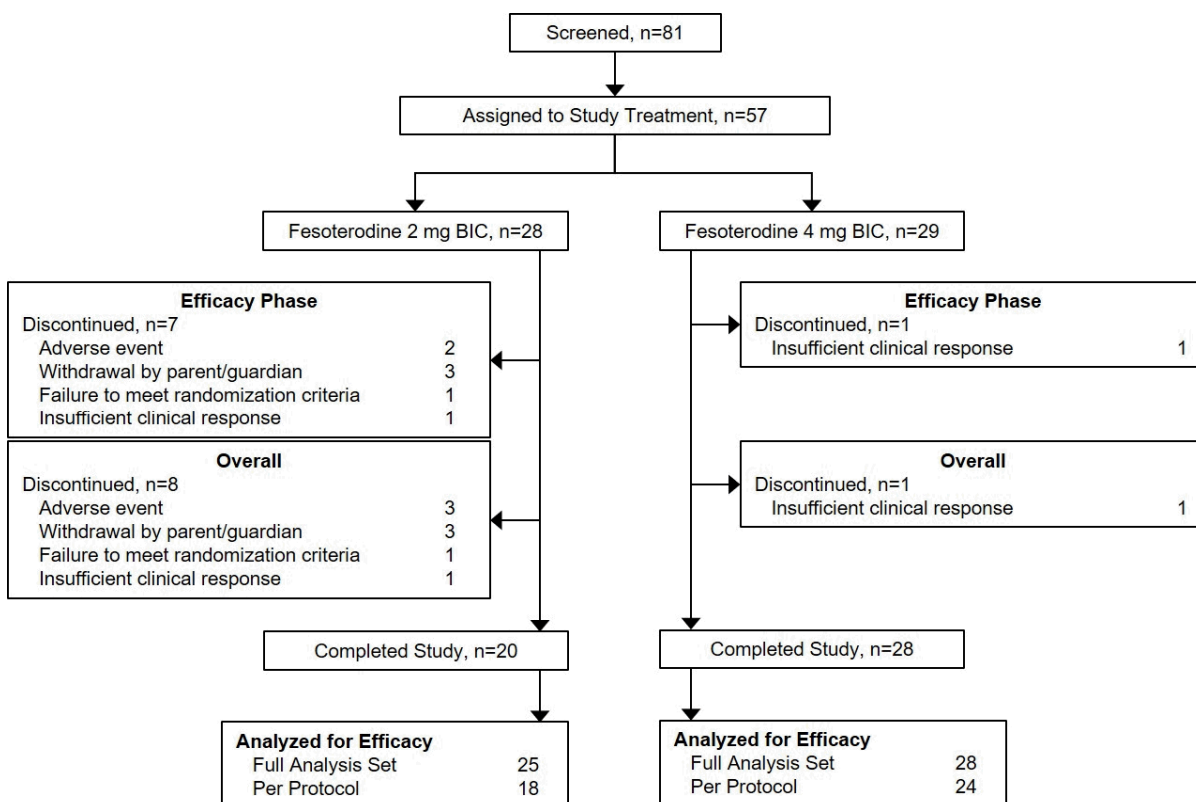 Screened, n=81
Assigned to Study Treatment, n=57
Fesoterodine 2 mg BIC, n=28
Fesoterodine 4 mg BIC, n=29
Efficacy Phase
Discontinued, n=7
Adverse event 2
Withdrawal by parent/guardian 3
Failure to meet randomization criteria 1
Insufficient clinical response 1
Efficacy Phase
Discontinued, n=1
Insufficient clinical response 1
Overall
Discontinued, n=8
Adverse event 3
Withdrawal by parent/guardian 3
Failure to meet randomization criteria 1
Insufficient clinical response 1
Overall
Discontinued, n=1
Insufficient clinical response 1
Completed Study, n=20
Completed Study, n=28
Analyzed for Efficacy
Full Analysis Set 25
Per Protocol 18
Analyzed for Efficacy
Full Analysis Set 28
Per Protocol 24